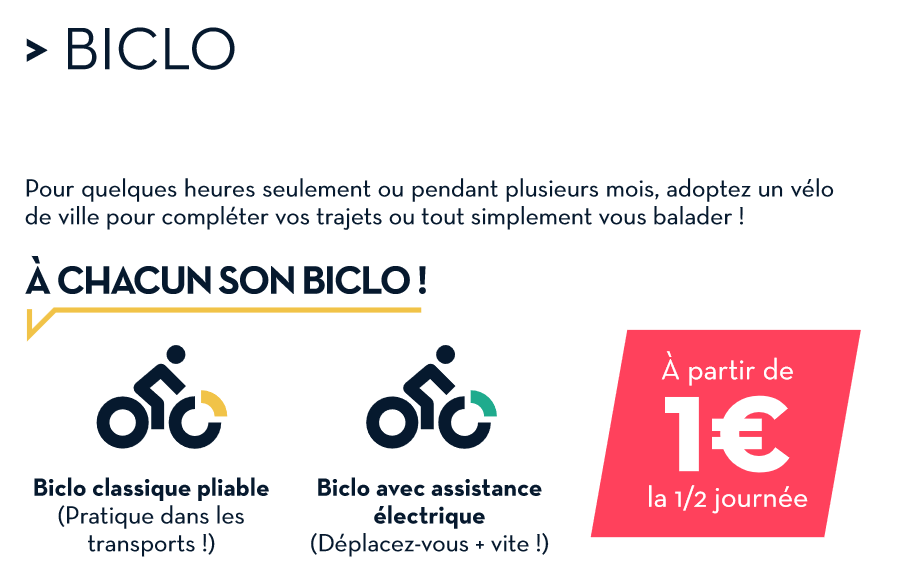 > BICLO
Pour quelques heures seulement ou pendant plusieurs mois, adoptez un vélo
de ville pour compléter vos trajets ou tout simplement vous balader !
À CHACUN SON BICLO !
Biclo classique pliable
(Pratique dans les
transports !)
Biclo avec assistance
électrique
(Déplacez-vous + vite !)
À partir de
1€
la 1/2 journée